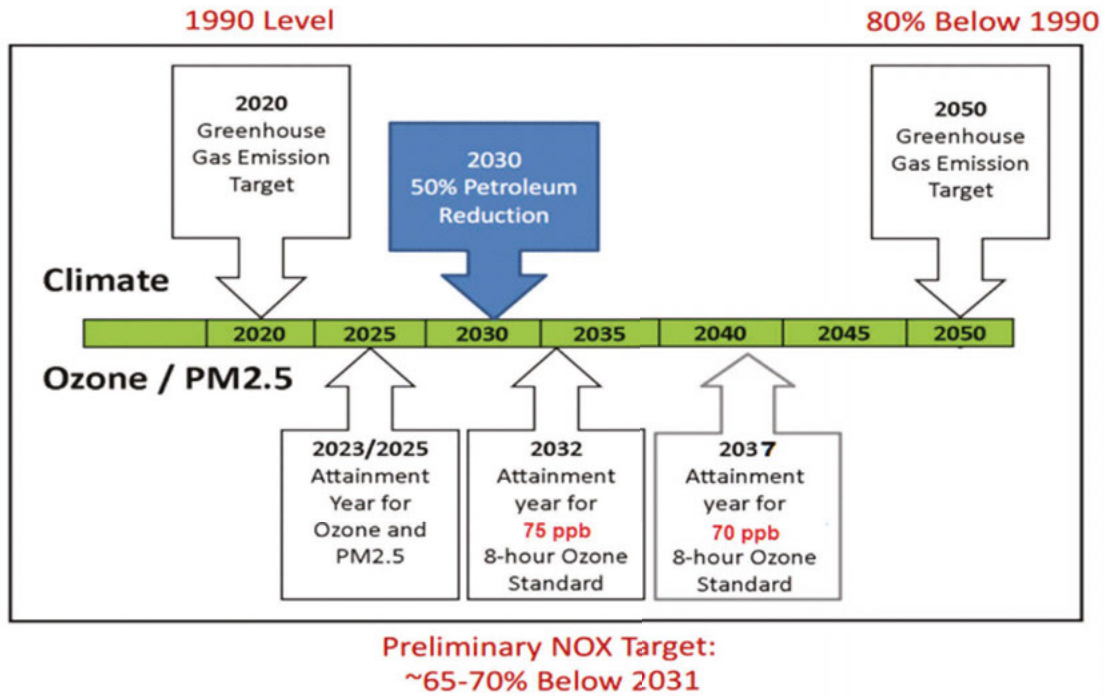 1990 Level
80% Below 1990
2020
Greenhouse
Gas Emission
Target
2030
50% Petroleum
Reduction
2050
Greenhouse
Gas Emission
Target
Climate
2020 2025 2030 2035 2040 2045 2050
Ozone / PM2.5
2023/2025
Attainment
Year for
Ozone and
PM2.5
2032
Attainment
year for
75 ppb
8-hour Ozone
Standard
2037
Attainment
year for
70 ppb
8-hour Ozone
Standard
Preliminary NOX Target:
~65-70% Below 2031